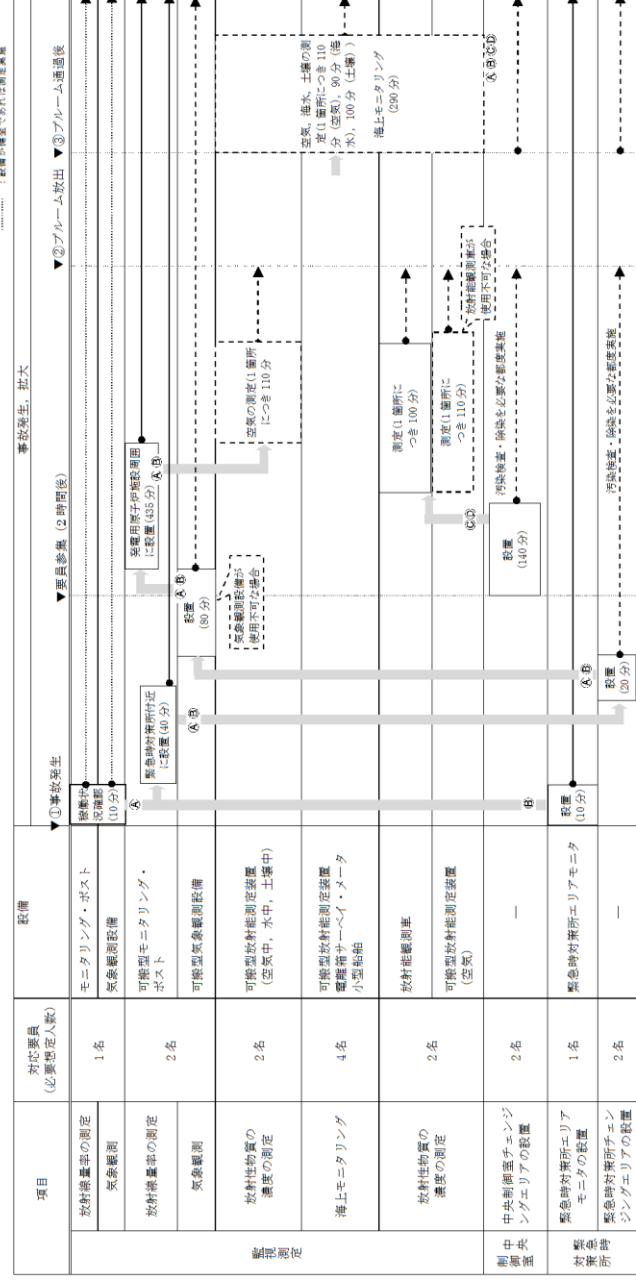 ：設備が健全であれば測定実施
項目
対応要員
(必要想定人数)
設備
事故発生，拡大
▼①事故発生
▼要員参集（2時間後）
▼②プルーム放出
▼③プルーム通過後
監視測定
放射線量率の測定
気象観測
1名
モニタリング・ポスト
気象観測設備
稼働状
況確認
(10分)
放射線量率の測定
気象観測
2名
可搬型モニタリング・
ポスト
可搬型気象観測設備
Ⓐ
緊急時対策所付近
に設置(40分)
Ⓐ Ⓑ
設置
(80分)
Ⓐ Ⓑ
発電用原子炉施設周囲
に設置(435分)
Ⓐ Ⓑ
気象観測設備が
使用不可な場合
放射性物質の
濃度の測定
2名
可搬型放射能測定装置
(空気中，水中，土壌中)
空気の測定(1箇所
につき110分)
海上モニタリング
4名
可搬型放射能測定装置
電離箱サーベイ・メータ
小型船舶
空気，海水，土壌の測
定(1箇所につき110
分（空気），90分（海
水），100分（土壌））
海上モニタリング
(290分)
Ⓐ Ⓑ Ⓒ Ⓓ
放射性物質の
濃度の測定
2名
放射能観測車
可搬型放射能測定装置
(空気)
測定(1箇所に
つき100分)
測定(1箇所に
つき110分)
放射能観測車が
使用不可な場合
Ⓒ Ⓓ
中央
制御室
中央制御室チェンジ
ングエリアの設置
2名
－
設置
(140分)
汚染検査・除染を必要な都度実施
緊急時
対策所
緊急時対策所エリア
モニタの設置
1名
緊急時対策所エリアモニタ
Ⓑ
設置
(10分)
Ⓐ Ⓑ
緊急時対策所チェン
ジングエリアの設置
2名
－
設置
(20分)
汚染検査・除染を必要な都度実施